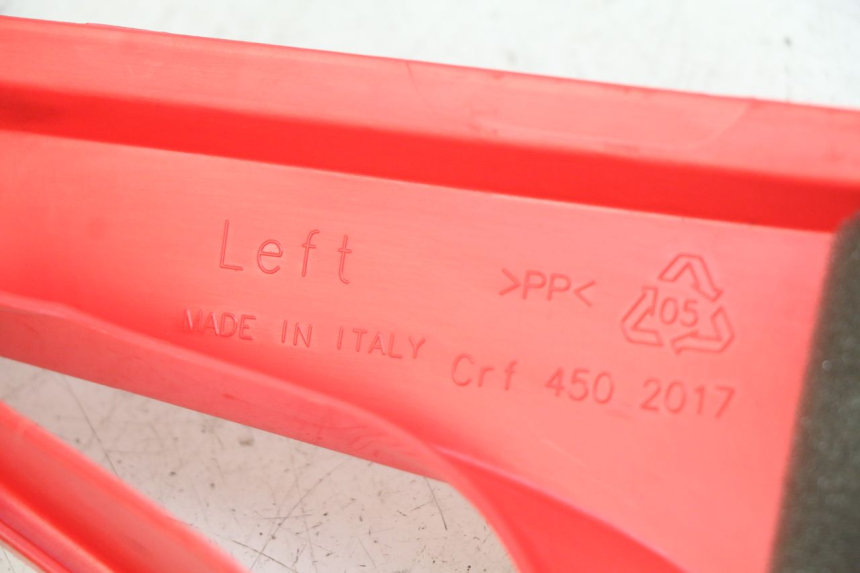 Left
>PP<
05
MADE IN ITALY
Crf 450 2017